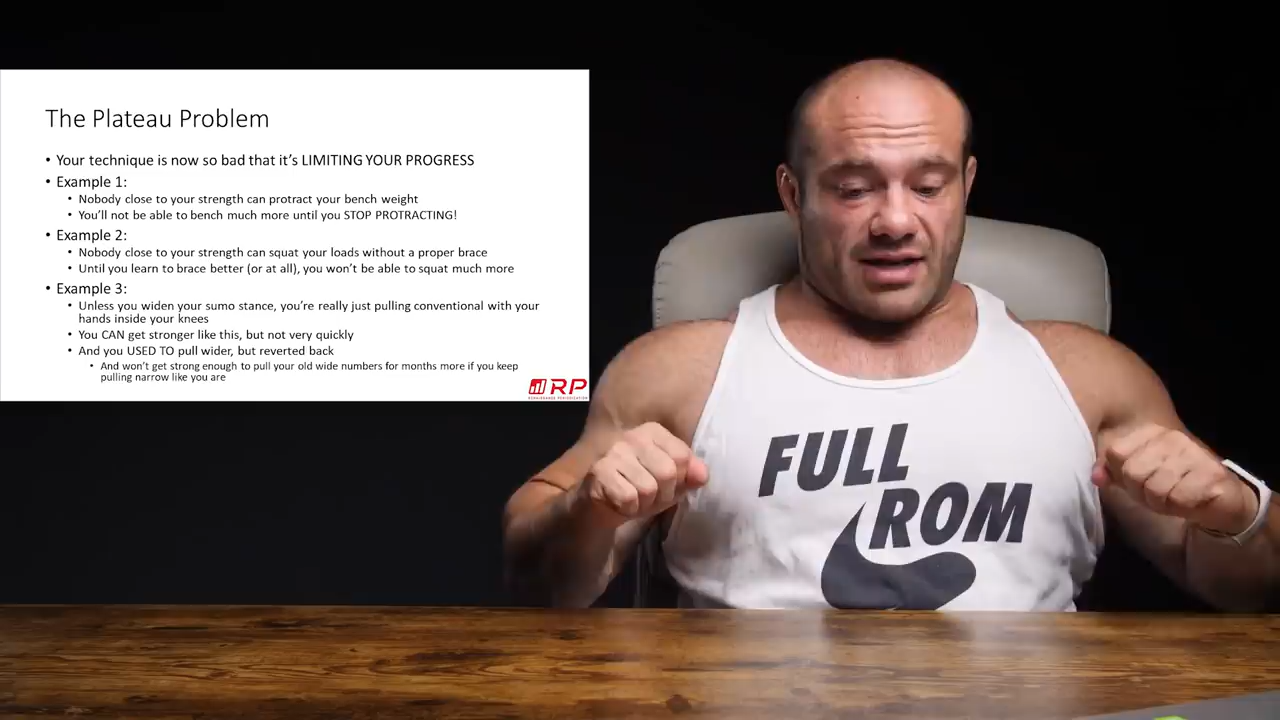 The Plateau Problem
• Your technique is now so bad that it's LIMITING YOUR PROGRESS
• Example 1:
• Nobody close to your strength can protract your bench weight
• You'll not be able to bench much more until you STOP PROTRACTING!
• Example 2:
• Nobody close to your strength can squat your loads without a proper brace
• Until you learn to brace better (or at all), you won't be able to squat much more
• Example 3:
• Unless you widen your sumo stance, you're really just pulling conventional with your
hands inside your knees
• You CAN get stronger like this, but not very quickly
• And you USED TO pull wider, but reverted back
• And won't get strong enough to pull your old wide numbers for months more if you keep
pulling narrow like you are
RP
RENAISSANCE PERIODIZATION
FULL
ROM